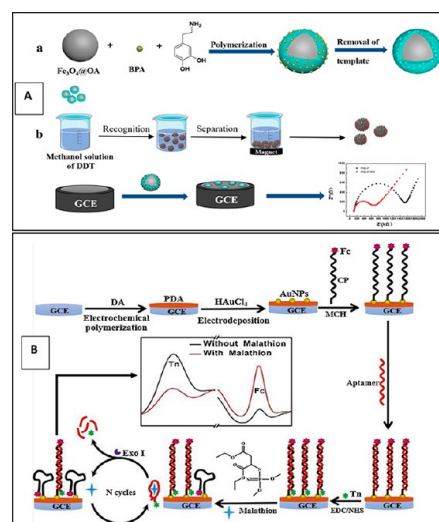 a
Fe₃O₄@OA
+
BPA
+
NH₂
HO
OH
Polymerization
Removal of
template
A
b
Methanol solution
of DDT
Recognition
Separation
Magnet
GCE
GCE
B
GCE
DA
Electrochemical
polymerization
PDA
GCE
HAuCl₄
Electrodeposition
AuNPs
GCE
Fc
CP
MCH
GCE
Aptamer
Without Malathion
With Malathion
Tn
Fc
Exo I
N cycles
GCE
GCE
Malathion
GCE
Tn
EDC/NHS
GCE